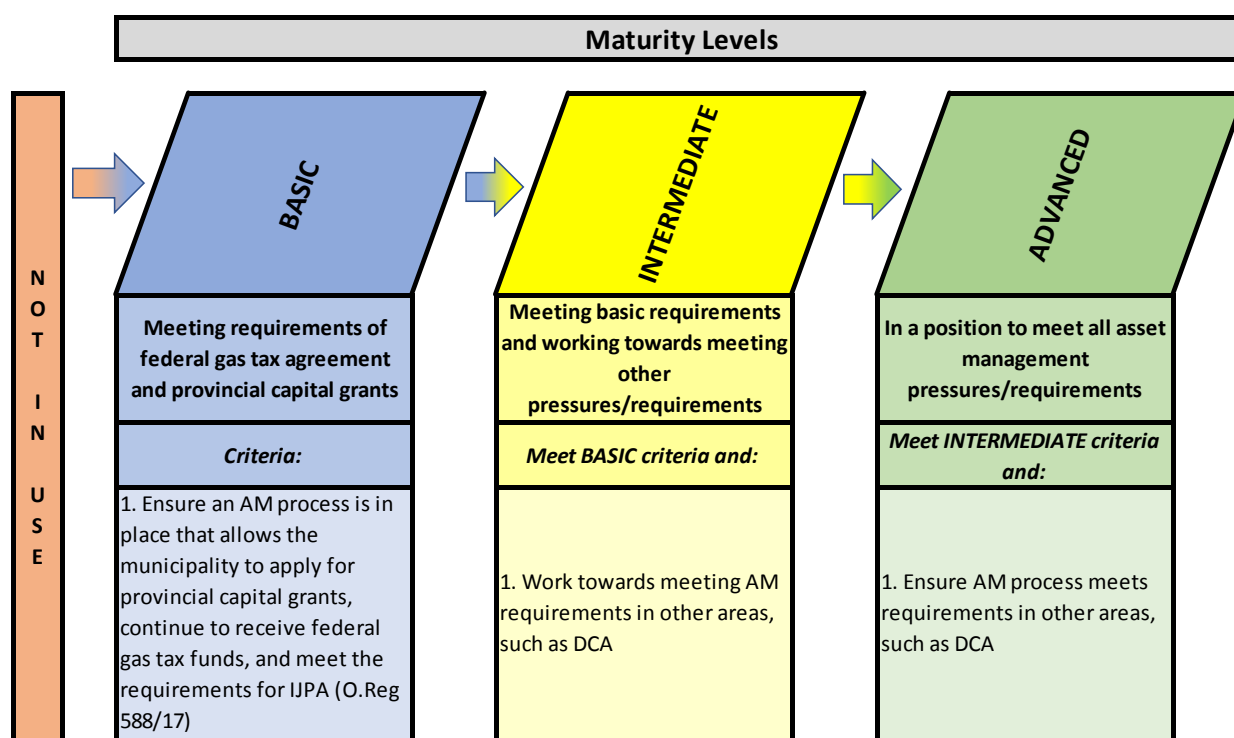 Maturity Levels
N
O
T
I
N
U
S
E
BASIC
Meeting requirements of
federal gas tax agreement
and provincial capital grants
Criteria:
1. Ensure an AM process is in
place that allows the
municipality to apply for
provincial capital grants,
continue to receive federal
gas tax funds, and meet the
requirements for IJPA (O.Reg
588/17)
INTERMEDIATE
Meeting basic requirements
and working towards meeting
other
pressures/requirements
Meet BASIC criteria and:
1. Work towards meeting AM
requirements in other areas,
such as DCA
ADVANCED
In a position to meet all asset
management
pressures/requirements
Meet INTERMEDIATE criteria
and:
1. Ensure AM process meets
requirements in other areas,
such as DCA